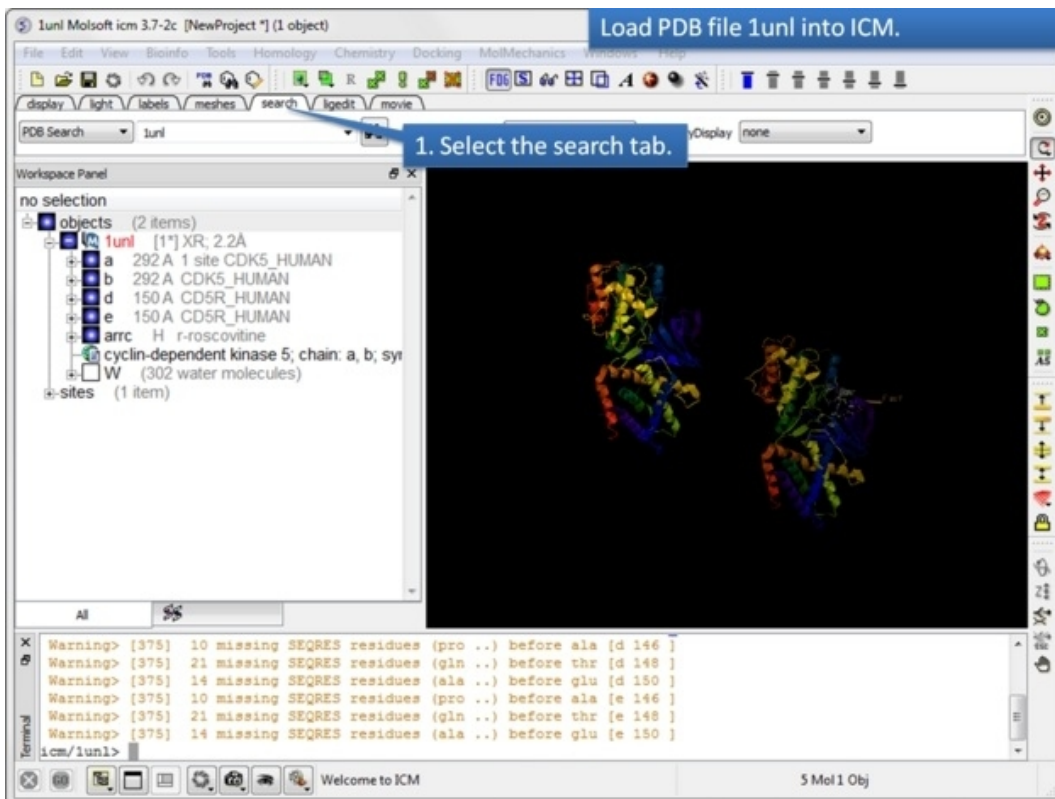 1unl Molsoft icm 3.7-2c [NewProject *] (1 object)
Load PDB file 1unl into ICM.
File Edit View Bioinfo Tools Homology Chemistry Docking MolMechanics Windows Help
display light labels meshes search ligedit movie
PDB Search 1unl
Display none
1. Select the search tab.
Workspace Panel
no selection
objects (2 items)
1unl [1*] XR; 2.2Å
a 292 A 1 site CDK5_HUMAN
b 292 A CDK5_HUMAN
d 150 A CD5R_HUMAN
e 150 A CD5R_HUMAN
arrc H r-roscovitine
cyclin-dependent kinase 5; chain: a, b; syn
W (302 water molecules)
sites (1 item)
All
Warning> [375] 10 missing SEQRES residues (pro ..) before ala [d 146 ]
Warning> [375] 21 missing SEQRES residues (gln ..) before thr [d 148 ]
Warning> [375] 14 missing SEQRES residues (ala ..) before glu [d 150 ]
Warning> [375] 10 missing SEQRES residues (pro ..) before ala [e 146 ]
Warning> [375] 21 missing SEQRES residues (gln ..) before thr [e 148 ]
Warning> [375] 14 missing SEQRES residues (ala ..) before glu [e 150 ]
icm/1unl>
Terminal
Welcome to ICM
5 Mol 1 Obj